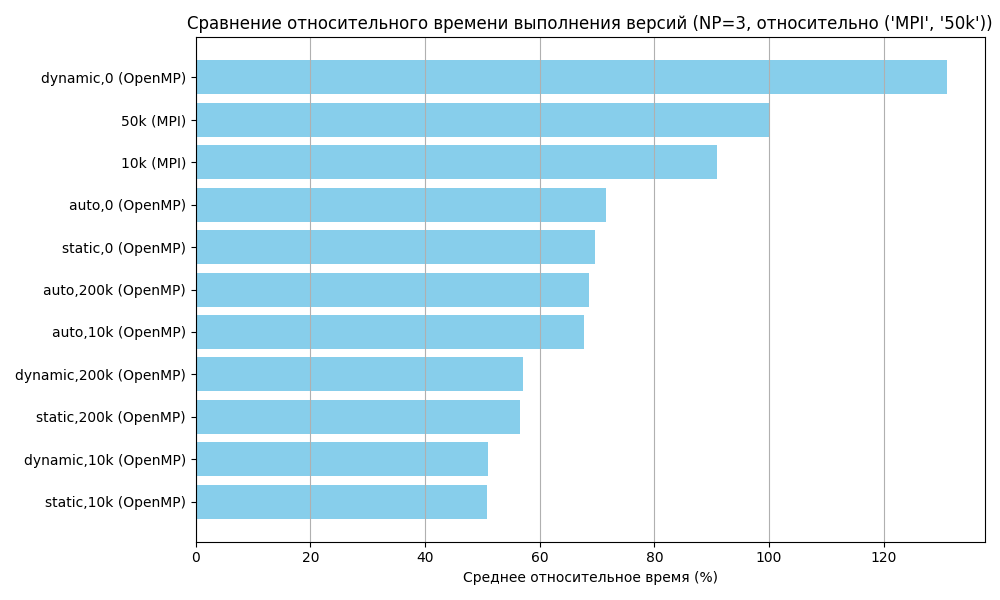 Сравнение относительного времени выполнения версий (NP=3, относительно ('MPI', '50k'))
dynamic,0 (OpenMP)
50k (MPI)
10k (MPI)
auto,0 (OpenMP)
static,0 (OpenMP)
auto,200k (OpenMP)
auto,10k (OpenMP)
dynamic,200k (OpenMP)
static,200k (OpenMP)
dynamic,10k (OpenMP)
static,10k (OpenMP)
0 20 40 60 80 100 120
Среднее относительное время (%)